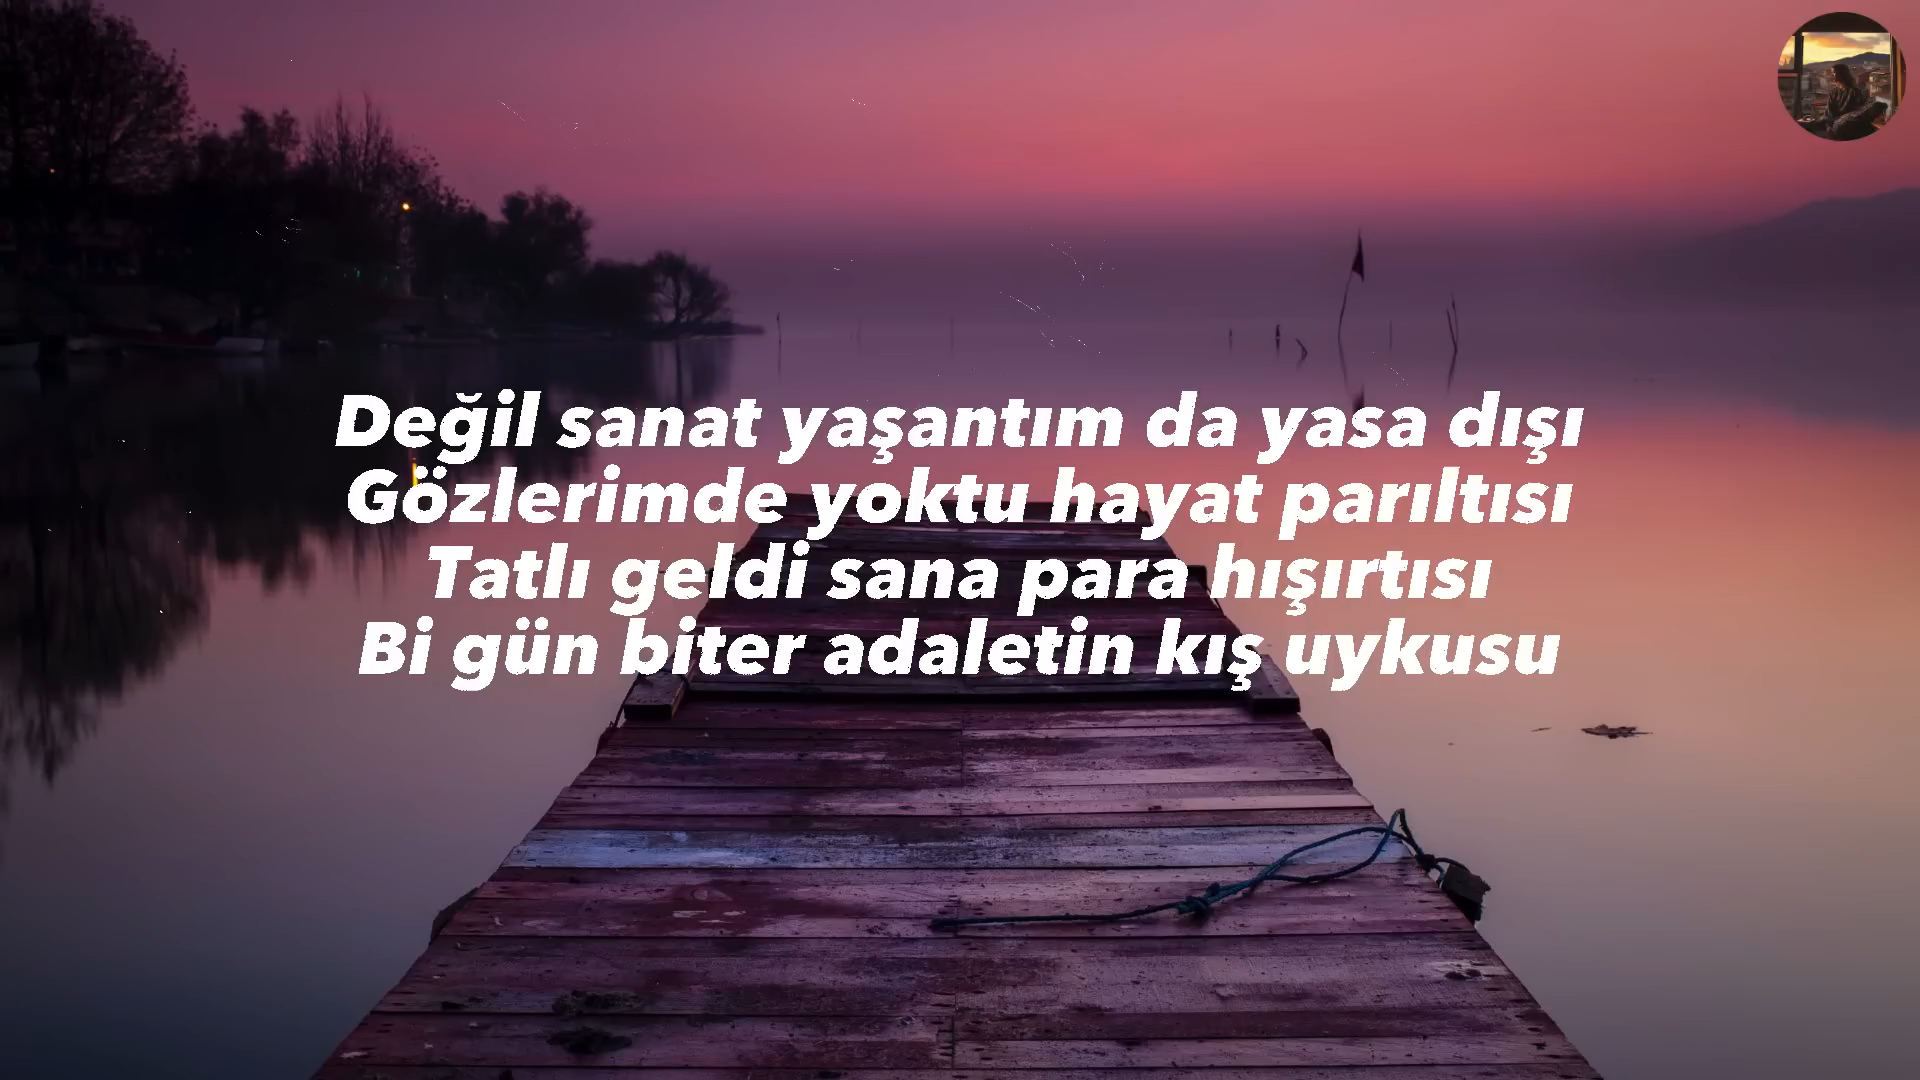 Değil sanat yaşantım da yasa dışı
Gözlerimde yoktu hayat parıltısı
Tatlı geldi sana para hışırtısı
Bi gün biter adaletin kış uykusu